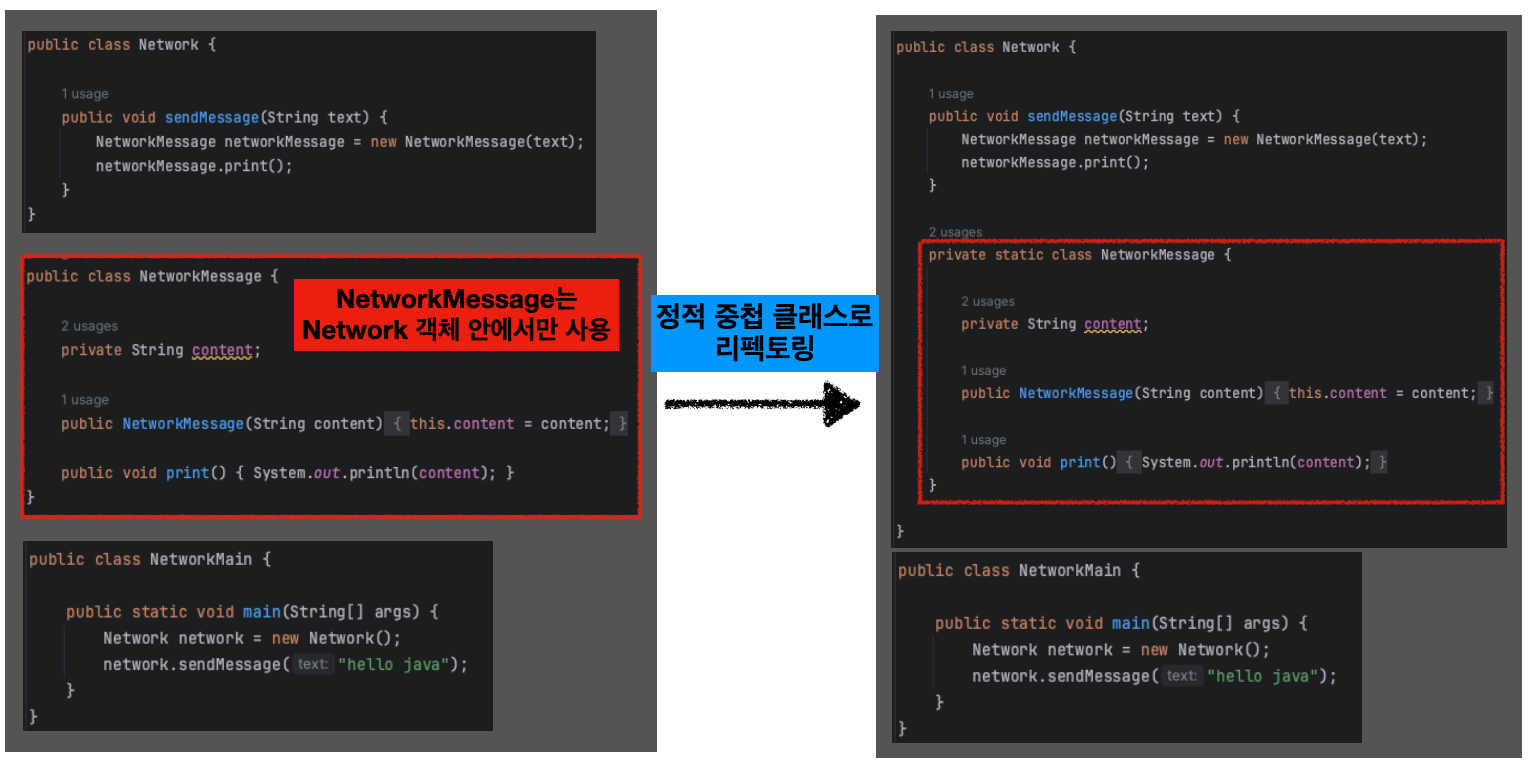 public class Network {
1 usage
public void sendMessage(String text) {
NetworkMessage networkMessage = new NetworkMessage(text);
networkMessage.print();
}
}
public class NetworkMessage {
NetworkMessage는
Network 객체 안에서만 사용
2 usages
private String content;
1 usage
public NetworkMessage(String content) { this.content = content; }
public void print() { System.out.println(content); }
}
public class NetworkMain {
public static void main(String[] args) {
Network network = new Network();
network.sendMessage( text: "hello java");
}
}
정적 중첩 클래스로
리펙토링
public class Network {
1 usage
public void sendMessage(String text) {
NetworkMessage networkMessage = new NetworkMessage(text);
networkMessage.print();
}
2 usages
private static class NetworkMessage {
2 usages
private String content;
1 usage
public NetworkMessage(String content) { this.content = content; }
1 usage
public void print() { System.out.println(content); }
}
}
public class NetworkMain {
public static void main(String[] args) {
Network network = new Network();
network.sendMessage( text: "hello java");
}
}